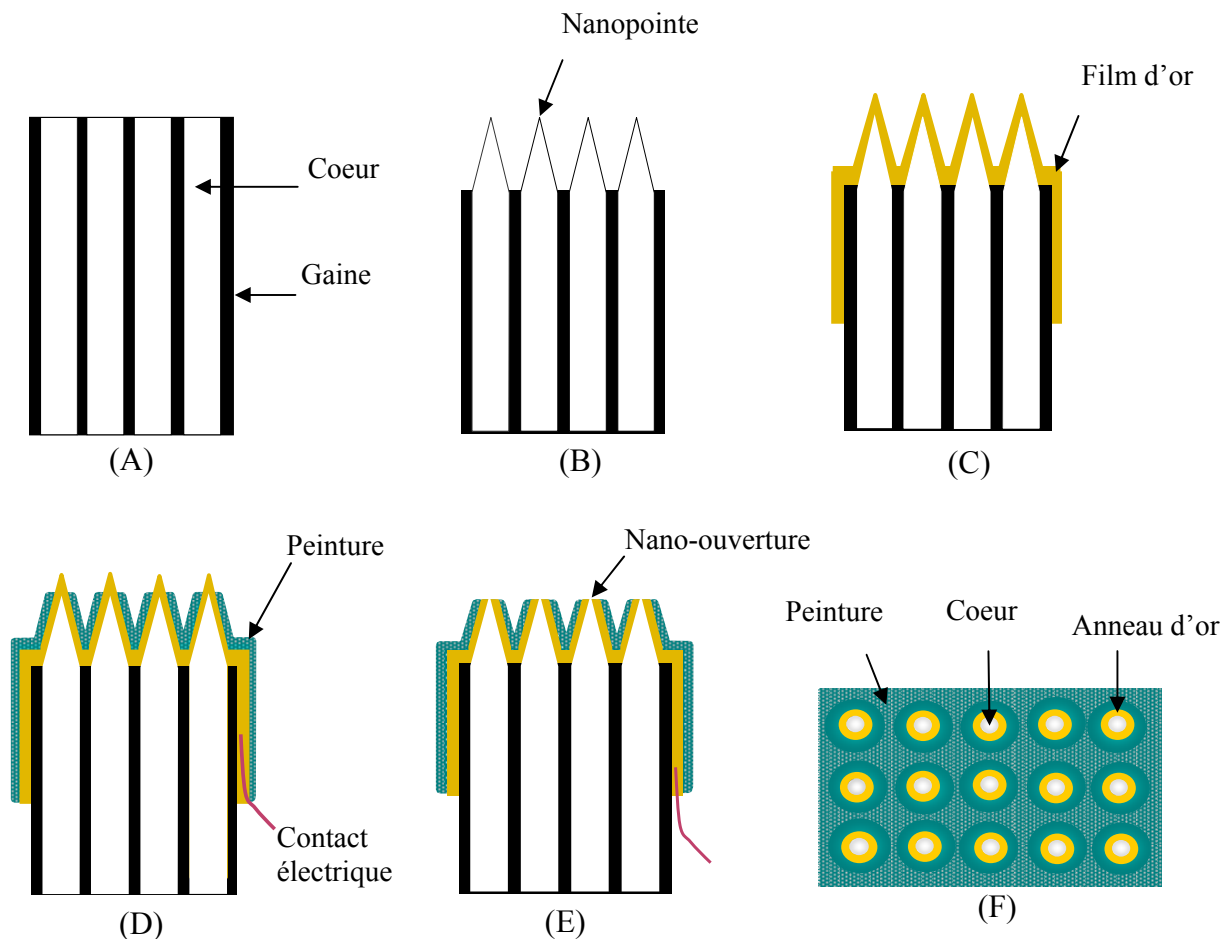 Nanopointe
Film d'or
Coeur
Gaine
(A)
(B)
(C)
Peinture
Nano-ouverture
Peinture
Coeur
Anneau d'or
Contact
électrique
(D)
(E)
(F)